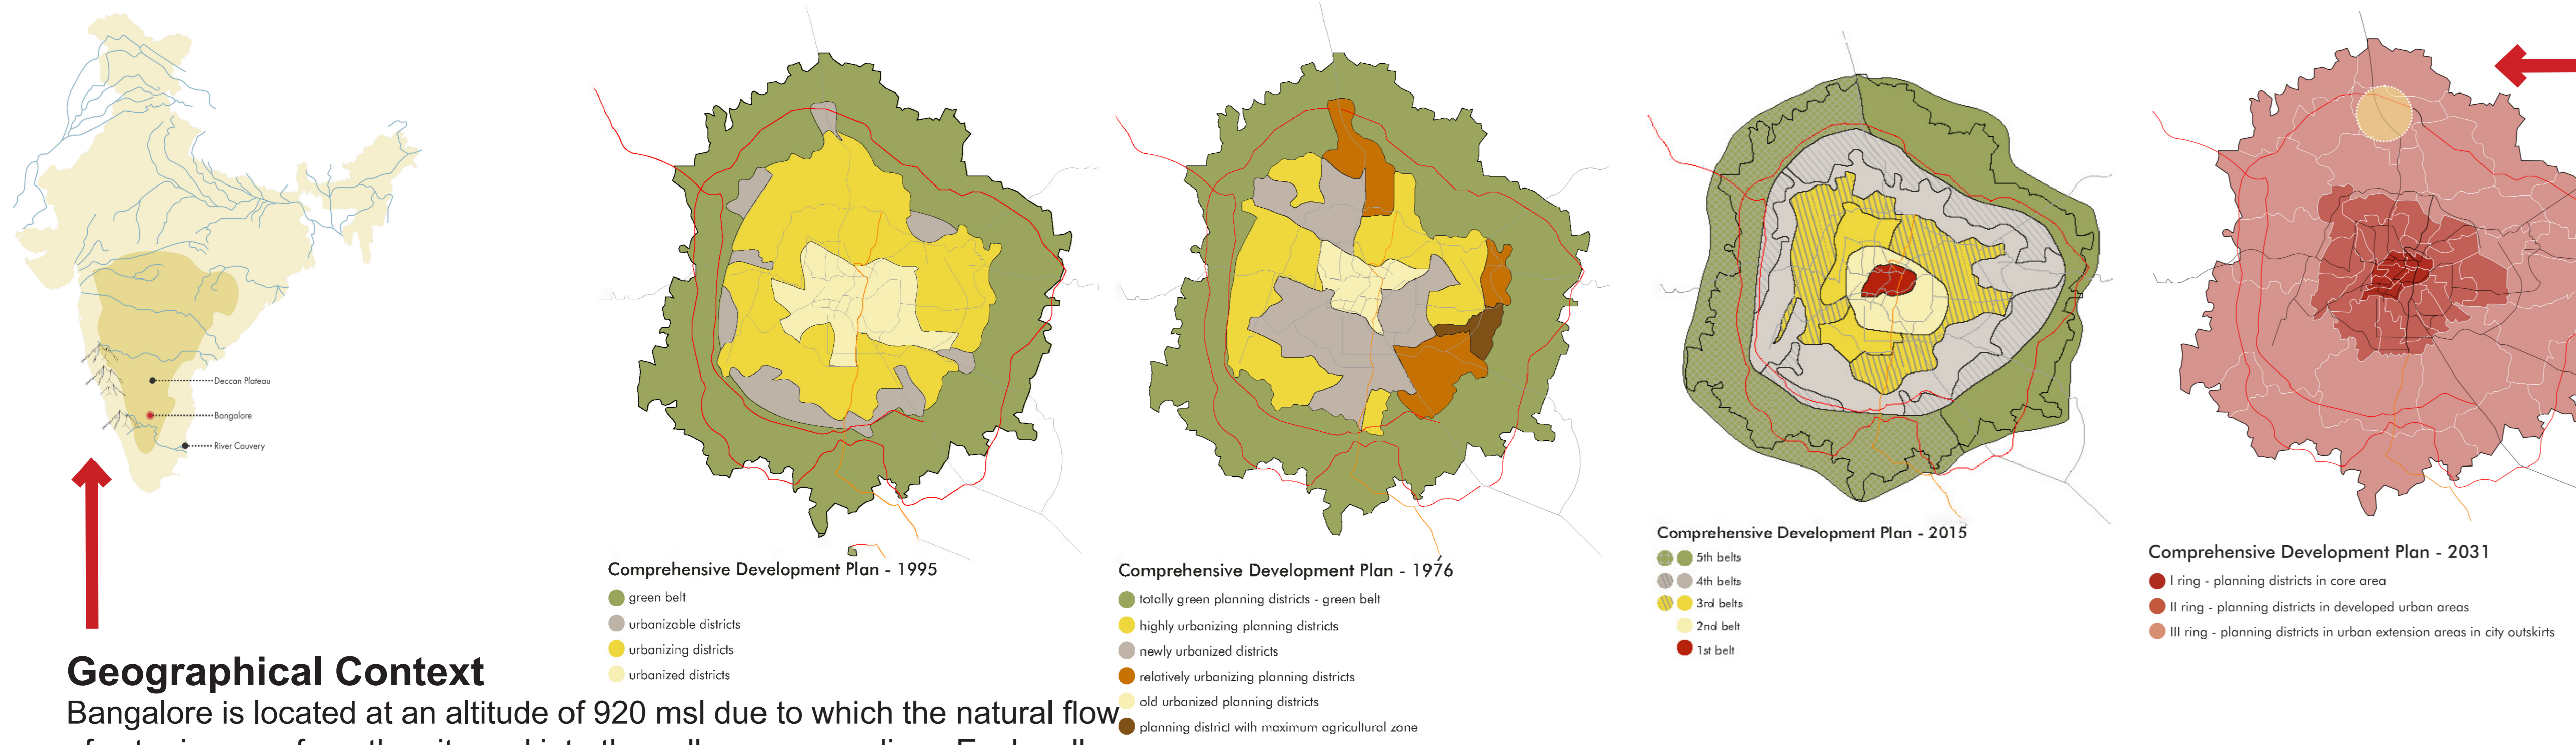 Deccan Plateau
Bangalore
River Cauvery
Geographical Context
Bangalore is located at an altitude of 920 msl due to which the natural flow
Comprehensive Development Plan - 1995
green belt
urbanizable districts
urbanizing districts
urbanized districts
Comprehensive Development Plan - 1976
totally green planning districts - green belt
highly urbanizing planning districts
newly urbanized districts
relatively urbanizing planning districts
old urbanized planning districts
planning district with maximum agricultural zone
Comprehensive Development Plan - 2015
5th belts
4th belts
3rd belts
2nd belt
1st belt
Comprehensive Development Plan - 2031
I ring - planning districts in core area
II ring - planning districts in developed urban areas
III ring - planning districts in urban extension areas in city outskirts